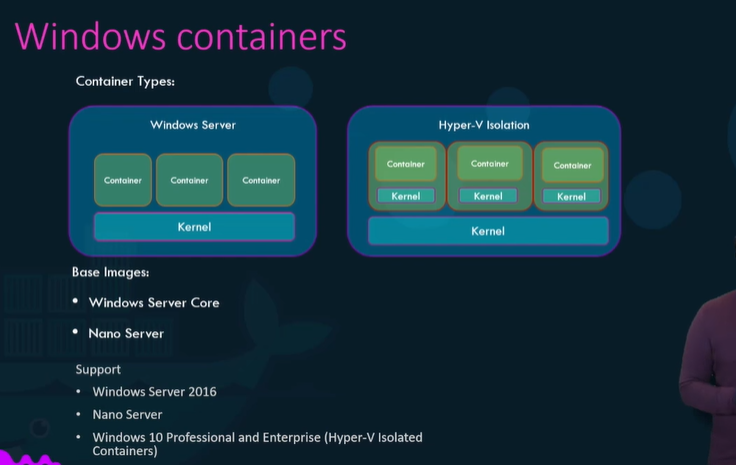 Windows containers
Container Types:
Windows Server
Container Container Container
Kernel
Hyper-V Isolation
Container Container Container
Kernel Kernel Kernel
Kernel
Base Images:
• Windows Server Core
• Nano Server
Support
• Windows Server 2016
• Nano Server
• Windows 10 Professional and Enterprise (Hyper-V Isolated
Containers)